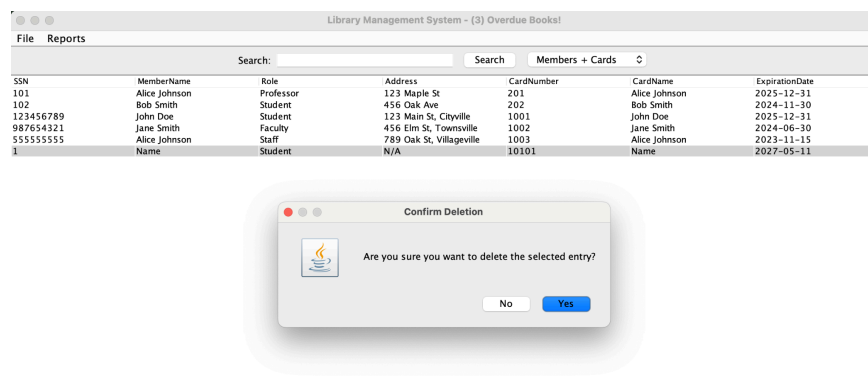 Library Management System - (3) Overdue Books!
File Reports
Search: Search Members + Cards
SSN MemberName Role Address CardNumber CardName ExpirationDate
101 Alice Johnson Professor 123 Maple St 201 Alice Johnson 2025-12-31
102 Bob Smith Student 456 Oak Ave 202 Bob Smith 2024-11-30
123456789 John Doe Student 123 Main St, Cityville 1001 John Doe 2025-12-31
987654321 Jane Smith Faculty 456 Elm St, Townsville 1002 Jane Smith 2024-06-30
555555555 Alice Johnson Staff 789 Oak St, Villageville 1003 Alice Johnson 2023-11-15
1 Name Student N/A 10101 Name 2027-05-11
Confirm Deletion
Are you sure you want to delete the selected entry?
No Yes